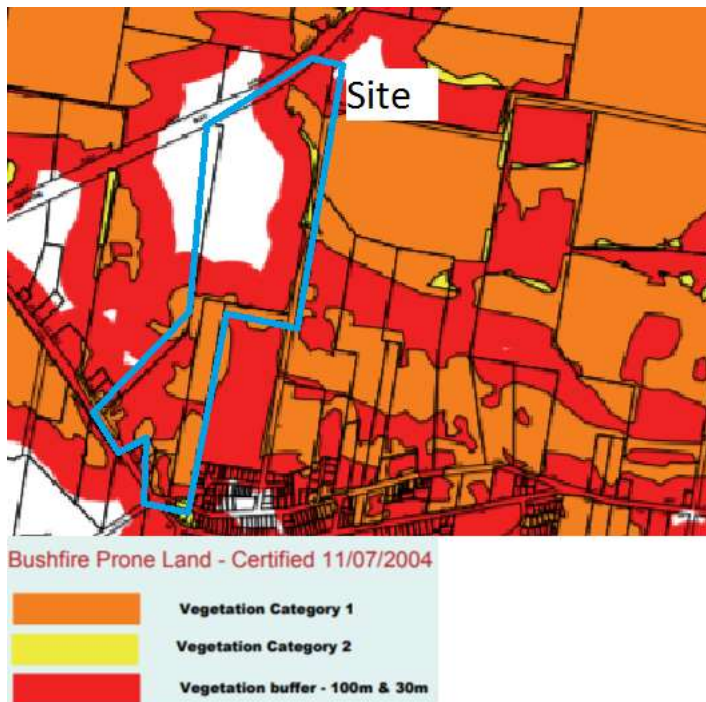 Site
Bushfire Prone Land - Certified 11/07/2004
Vegetation Category 1
Vegetation Category 2
Vegetation buffer - 100m & 30m